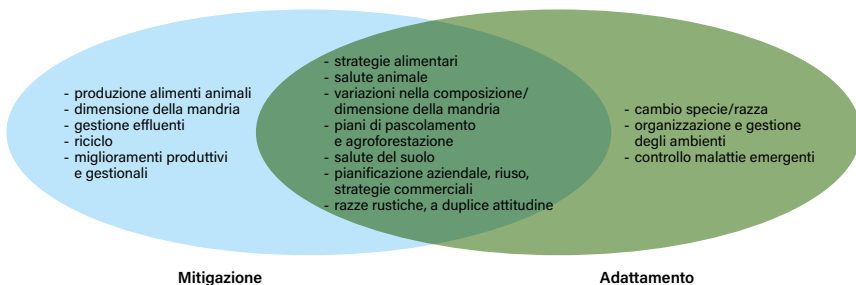 - produzione alimenti animali
- dimensione della mandria
- gestione effluenti
- riciclo
- miglioramenti produttivi
e gestionali
- strategie alimentari
- salute animale
- variazioni nella composizione/
dimensione della mandria
- piani di pascolamento
e agroforestazione
- salute del suolo
- pianificazione aziendale, riuso,
strategie commerciali
- razze rustiche, a duplice attitudine
- cambio specie/razza
- organizzazione e gestione
degli ambienti
- controllo malattie emergenti
Mitigazione
Adattamento